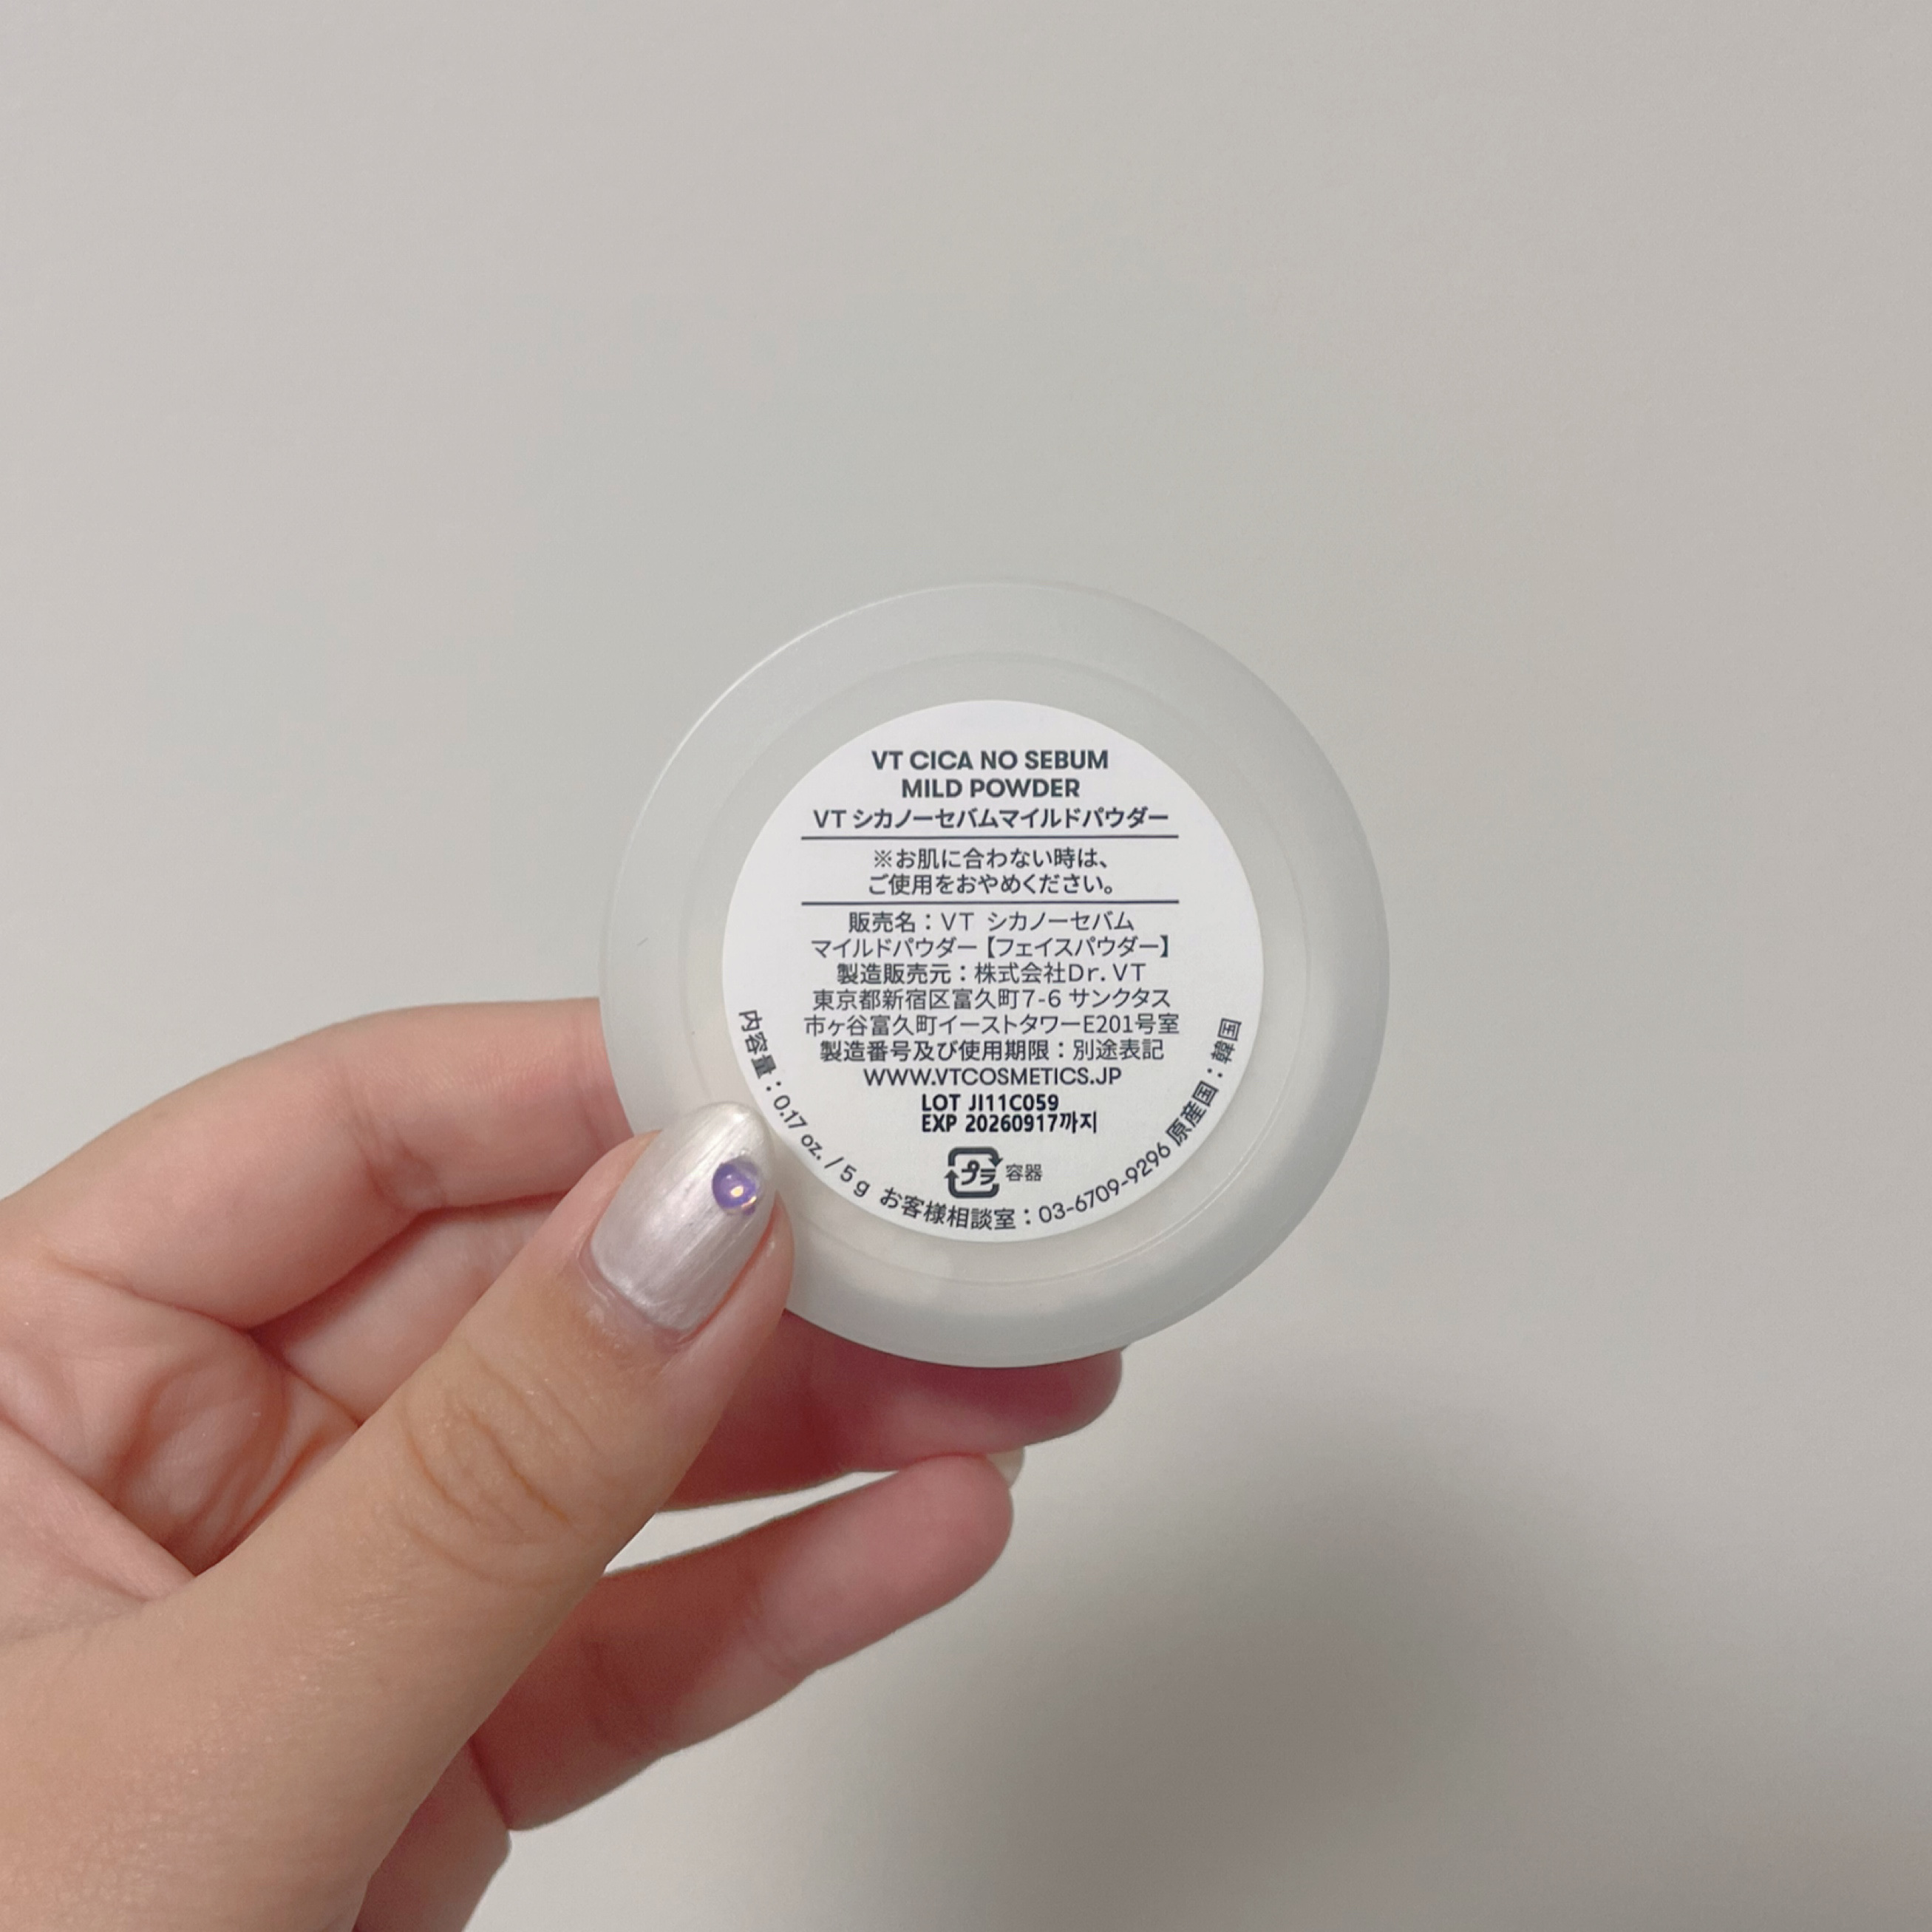 VT CICA NO SEBUM
MILD POWDER
VT シカノーセバムマイルドパウダー
※お肌に合わない時は、
ご使用をおやめください。
販売名：VT シカノーセバム
マイルドパウダー【フェイスパウダー】
製造販売元：株式会社Dr. VT
東京都新宿区富久町7-6 サンクタス
市ヶ谷富久町イーストタワーE201号室
製造番号及び使用期限：別途表記
WWW.VTCOSMETICS.JP
LOT JI11C059
EXP 20260917까지
プラ 容器
内容量：0.17 oz. / 5 g お客様相談室：03-6709-9296 原産国：韓国